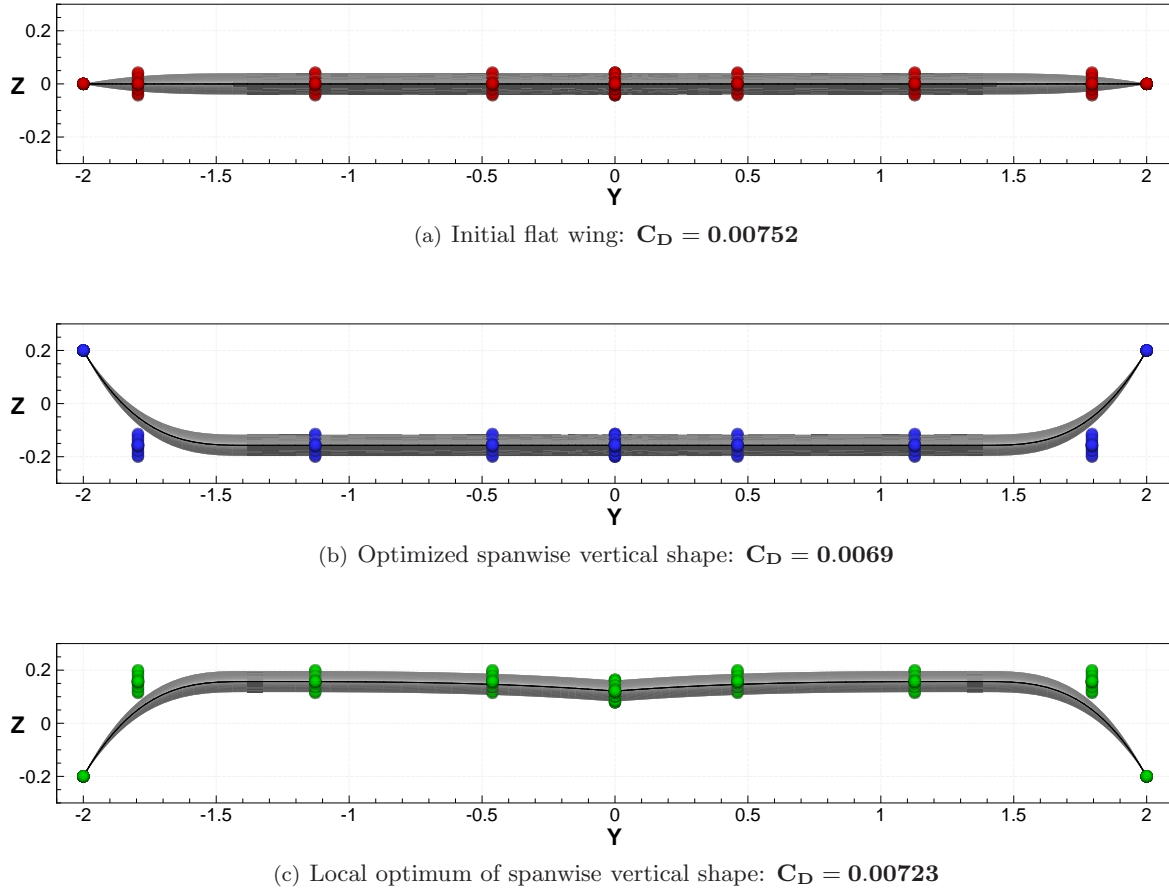 0.2
Z
0
-0.2
-2 -1.5 -1 -0.5 0 0.5 1 1.5 2
Y
(a) Initial flat wing: C_D = 0.00752
0.2
Z
0
-0.2
-2 -1.5 -1 -0.5 0 0.5 1 1.5 2
Y
(b) Optimized spanwise vertical shape: C_D = 0.0069
0.2
Z
0
-0.2
-2 -1.5 -1 -0.5 0 0.5 1 1.5 2
Y
(c) Local optimum of spanwise vertical shape: C_D = 0.00723